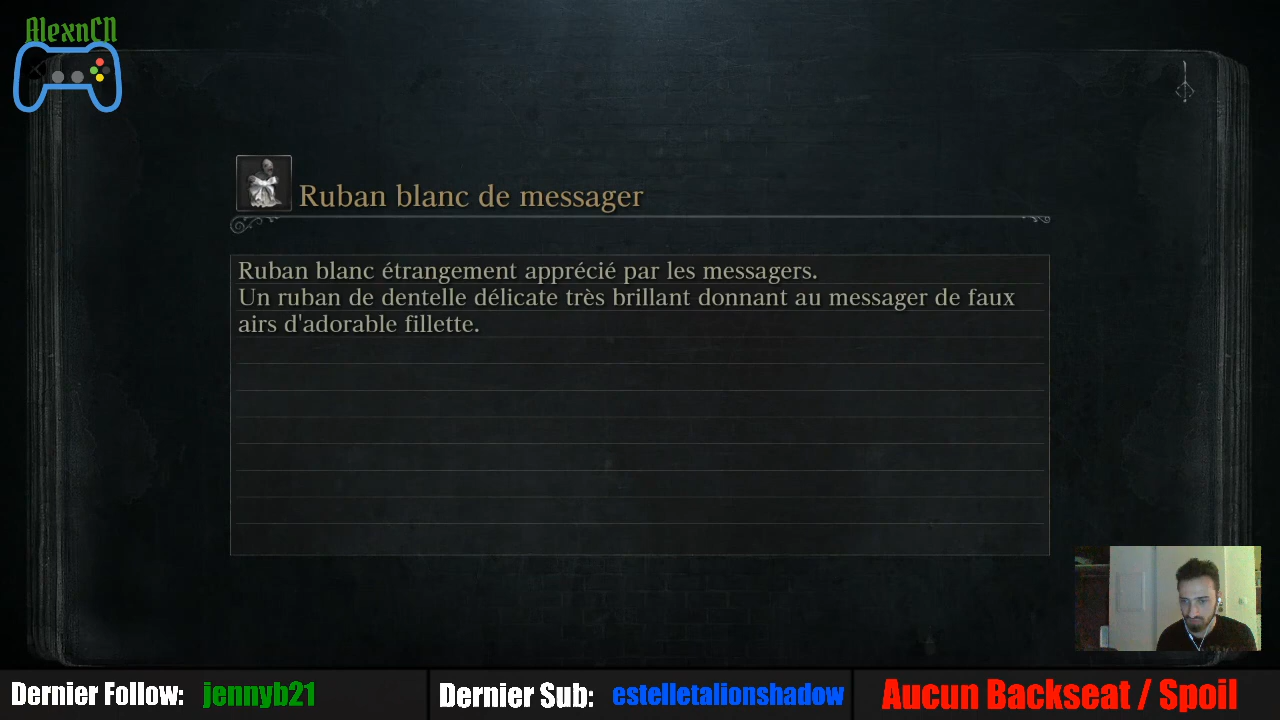 AlexnCN
Ruban blanc de messager
Ruban blanc étrangement apprécié par les messagers.
Un ruban de dentelle délicate très brillant donnant au messager de faux
airs d'adorable fillette.
Dernier Follow: jennyb21
Dernier Sub: estelletalionshadow
Aucun Backseat / Spoil